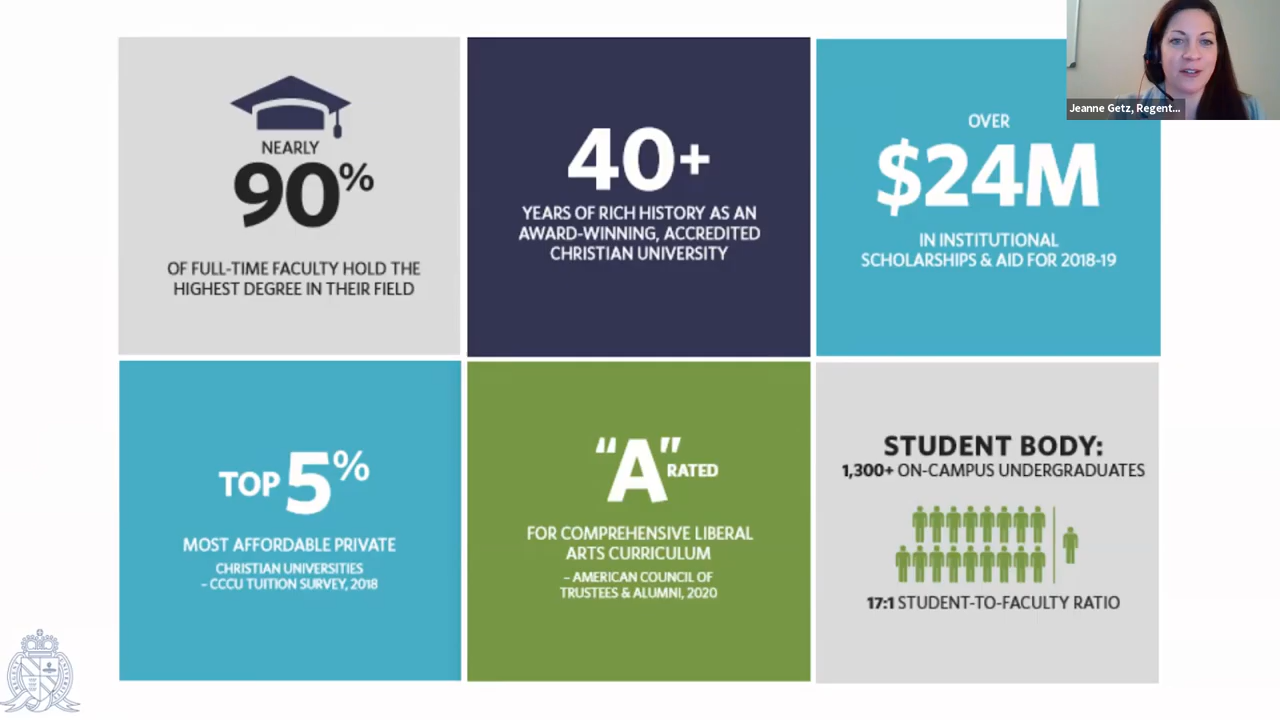 NEARLY
90%
OF FULL-TIME FACULTY HOLD THE
HIGHEST DEGREE IN THEIR FIELD
40+
YEARS OF RICH HISTORY AS AN
AWARD-WINNING, ACCREDITED
CHRISTIAN UNIVERSITY
OVER
$24M
IN INSTITUTIONAL
SCHOLARSHIPS & AID FOR 2018-19
Jeanne Getz, Regent...
TOP 5%
MOST AFFORDABLE PRIVATE
CHRISTIAN UNIVERSITIES
– CCCU TUITION SURVEY, 2018
“A” RATED
FOR COMPREHENSIVE LIBERAL
ARTS CURRICULUM
– AMERICAN COUNCIL OF
TRUSTEES & ALUMNI, 2020
STUDENT BODY:
1,300+ ON-CAMPUS UNDERGRADUATES
17:1 STUDENT-TO-FACULTY RATIO